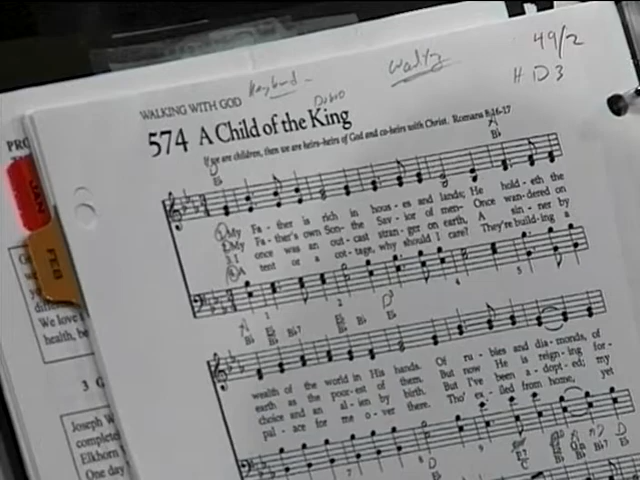 49/2
Waltz
Keyboard
H D3
WALKING WITH GOD
574 A Child of the King
If we are children, then we are heirs-heirs of God and co-heirs with Christ. Romans 8:16-17
JAN
FEB
1 My Fa - ther is rich in hous - es and lands; He hold - eth the
2 My Fa - ther's own Son- the Sav - ior of men- Once wan - dered on
3 I once was an out - cast stran - ger on earth, A sin - ner by
4 A tent or a cot - tage, why should I care? They're build - ing a
wealth of the world in His hands. Of ru - bies and dia - monds, of
earth as the poor - est of them. But now He is reign - ing for-
choice and an al - ien by birth. But I've been a - dopt - ed; my
pal - ace for me o - ver there. Tho' ex - iled from home, yet
We love
health, be
Joseph W
complete
Elkhorn
One day